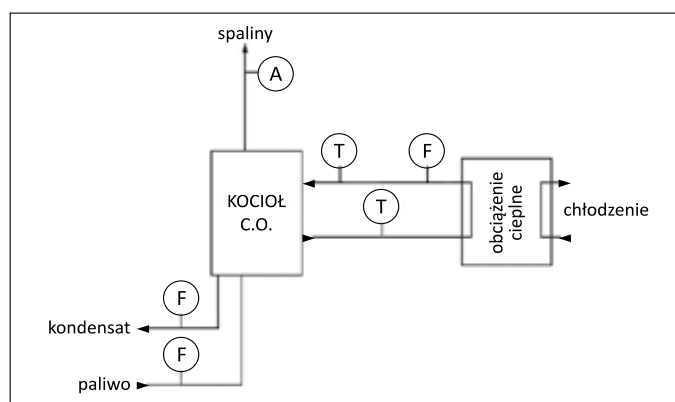 spaliny
A
T
F
KOCIOŁ
C.O.
T
obciążenie
cieplne
chłodzenie
F
kondensat
F
paliwo